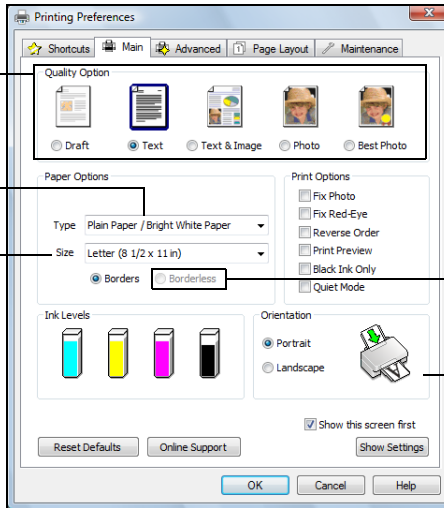 Printing Preferences
Shortcuts Main Advanced Page Layout Maintenance
Quality Option
Draft Text Text & Image Photo Best Photo
Paper Options
Type Plain Paper / Bright White Paper
Size Letter (8 1/2 x 11 in)
Borders Borderless
Print Options
Fix Photo
Fix Red-Eye
Reverse Order
Print Preview
Black Ink Only
Quiet Mode
Ink Levels
Orientation
Portrait
Landscape
Show this screen first
Reset Defaults Online Support Show Settings
OK Cancel Help